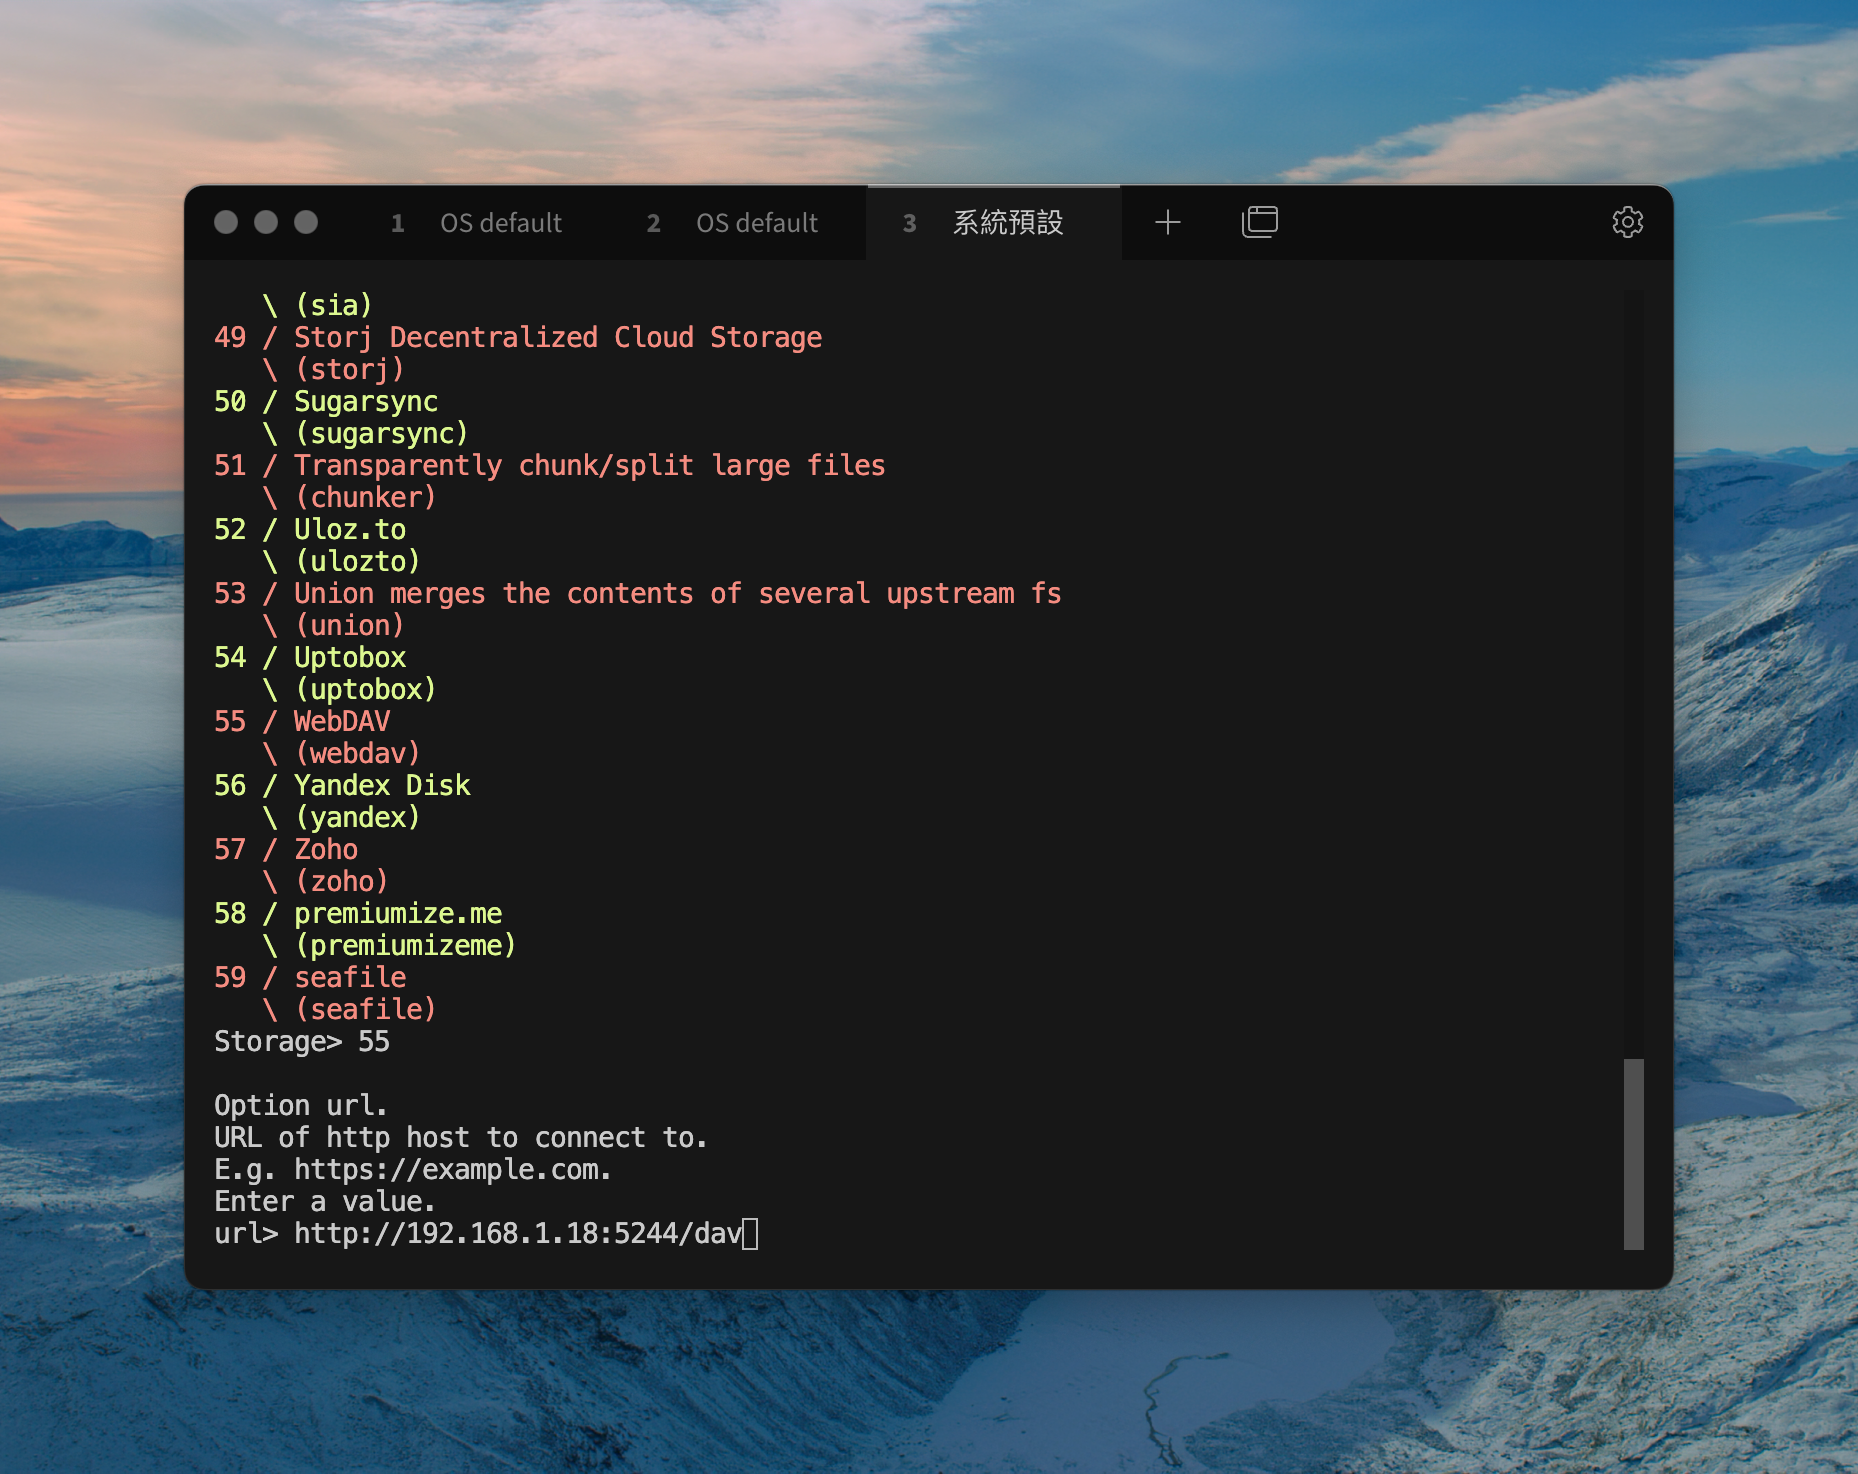 1 OS default 2 OS default 3 系統預設
\ (sia)
49 / Storj Decentralized Cloud Storage
\ (storj)
50 / Sugarsync
\ (sugarsync)
51 / Transparently chunk/split large files
\ (chunker)
52 / Uloz.to
\ (ulozto)
53 / Union merges the contents of several upstream fs
\ (union)
54 / Uptobox
\ (uptobox)
55 / WebDAV
\ (webdav)
56 / Yandex Disk
\ (yandex)
57 / Zoho
\ (zoho)
58 / premiumize.me
\ (premiumizeme)
59 / seafile
\ (seafile)
Storage> 55
Option url.
URL of http host to connect to.
E.g. https://example.com.
Enter a value.
url> http://192.168.1.18:5244/dav